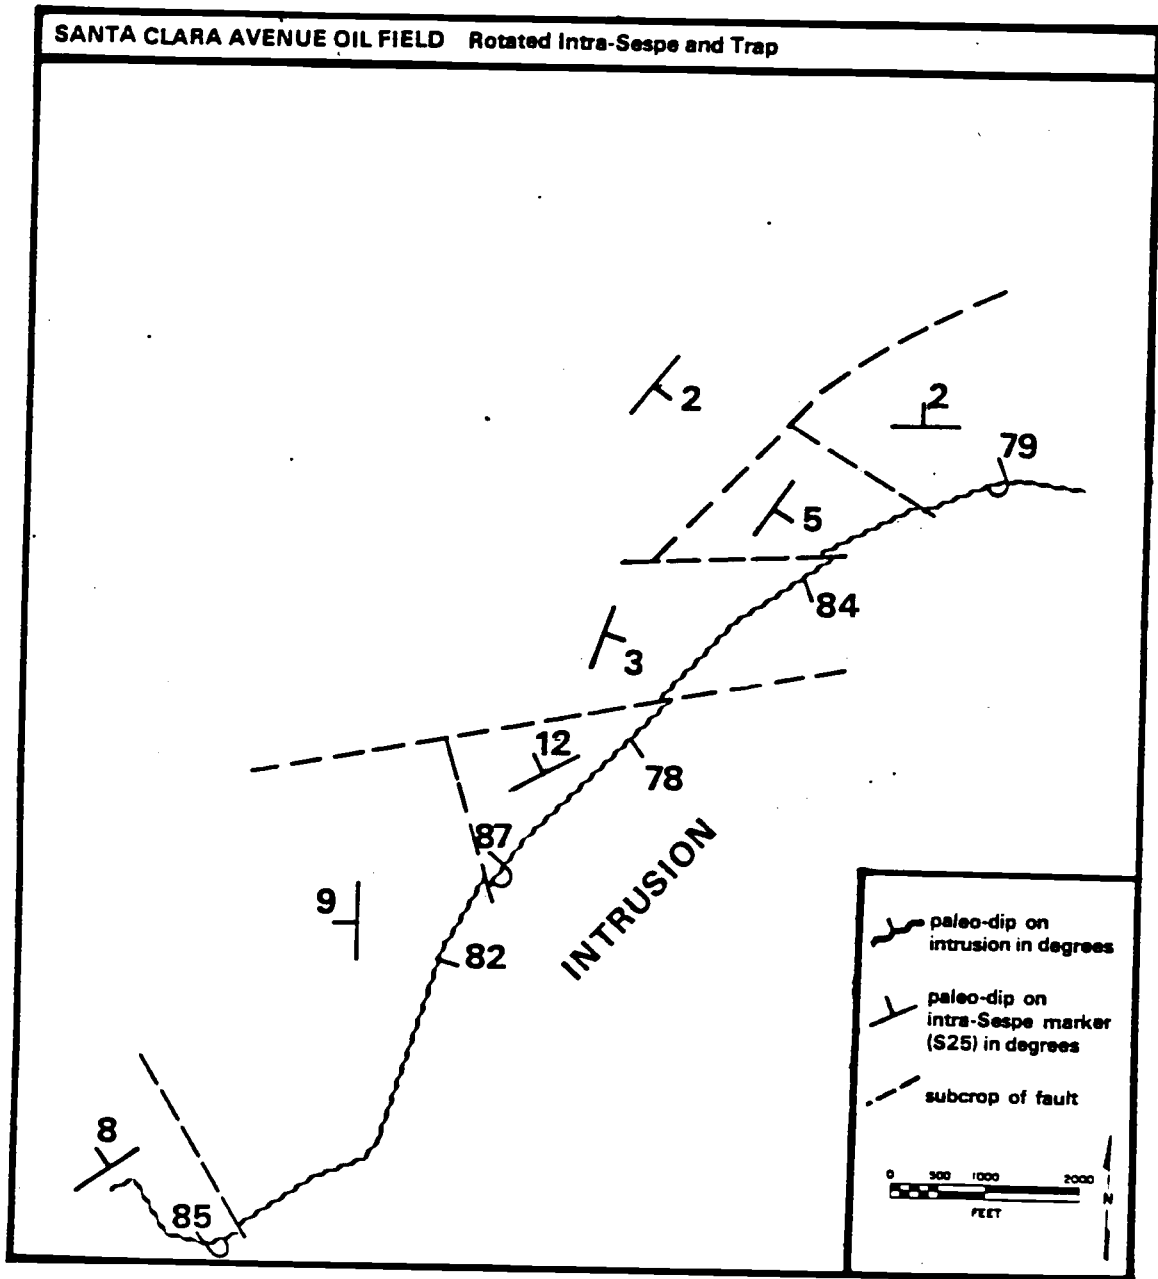 SANTA CLARA AVENUE OIL FIELD Rotated Intra-Sespe and Trap
2
2
79
5
84
3
12
78
87
INTRUSION
9
82
8
85
paleo-dip on
intrusion in degrees
paleo-dip on
intra-Sespe marker
(S25) in degrees
subcrop of fault
0 500 1000 2000
FEET
N